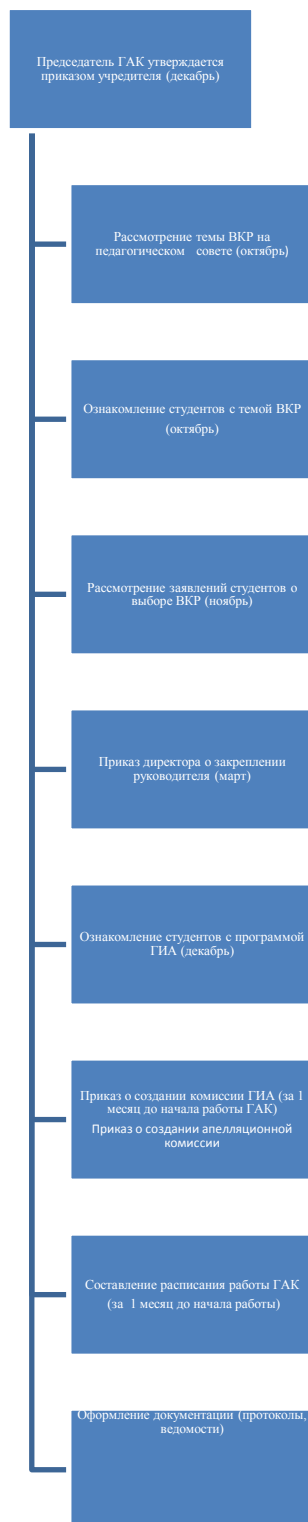 Председатель ГАК утверждается
приказом учредителя (декабрь)
Рассмотрение темы ВКР на
педагогическом совете (октябрь)
Ознакомление студентов с темой ВКР
(октябрь)
Рассмотрение заявлений студентов о
выборе ВКР (ноябрь)
Приказ директора о закреплении
руководителя (март)
Ознакомление студентов с программой
ГИА (декабрь)
Приказ о создании комиссии ГИА (за 1
месяц до начала работы ГАК)
Приказ о создании апелляционной
комиссии
Составление расписания работы ГАК
(за 1 месяц до начала работы)
Оформление документации (протоколы,
ведомости)